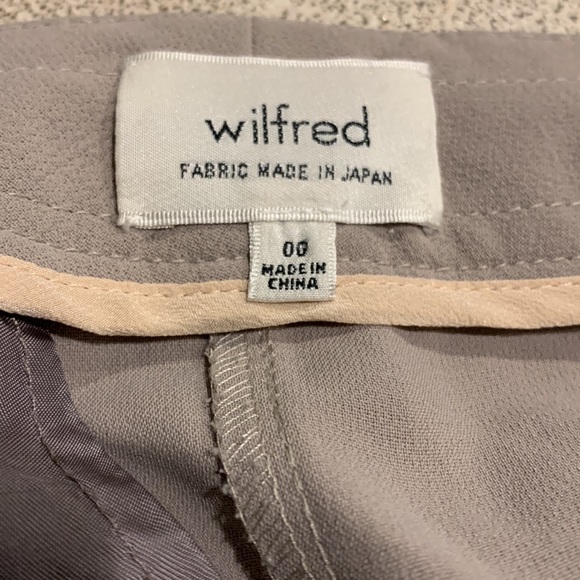 wilfred
FABRIC MADE IN JAPAN
00
MADE IN
CHINA